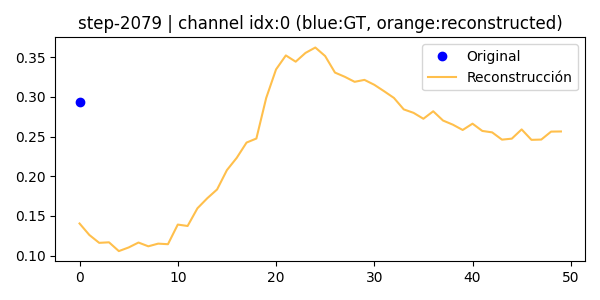 step-2079 | channel idx:0 (blue:GT, orange:reconstructed)
Original
Reconstrucción
0.35
0.30
0.25
0.20
0.15
0.10
0 10 20 30 40 50